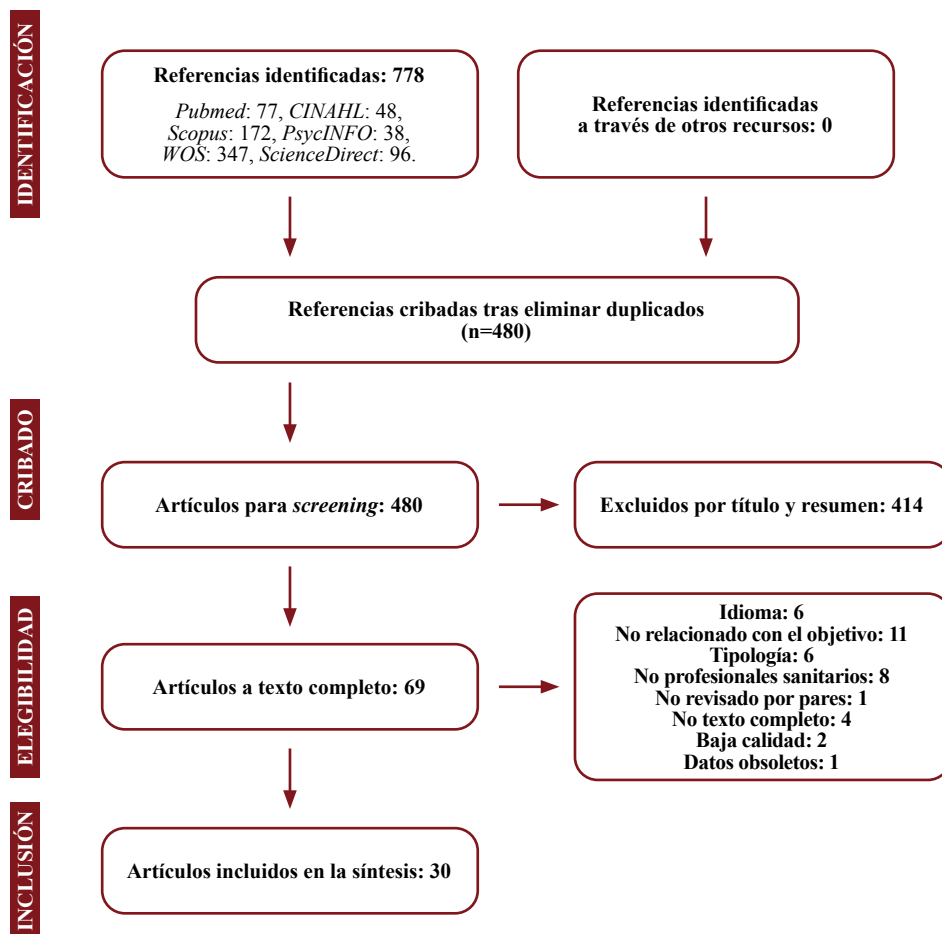 IDENTIFICACIÓN
Referencias identificadas: 778
Pubmed: 77, CINAHL: 48,
Scopus: 172, PsycINFO: 38,
WOS: 347, ScienceDirect: 96.
Referencias identificadas
a través de otros recursos: 0
Referencias cribadas tras eliminar duplicados
(n=480)
CRIBADO
Artículos para screening: 480
Excluidos por título y resumen: 414
ELEGIBILIDAD
Artículos a texto completo: 69
Idioma: 6
No relacionado con el objetivo: 11
Tipología: 6
No profesionales sanitarios: 8
No revisado por pares: 1
No texto completo: 4
Baja calidad: 2
Datos obsoletos: 1
INCLUSIÓN
Artículos incluidos en la síntesis: 30